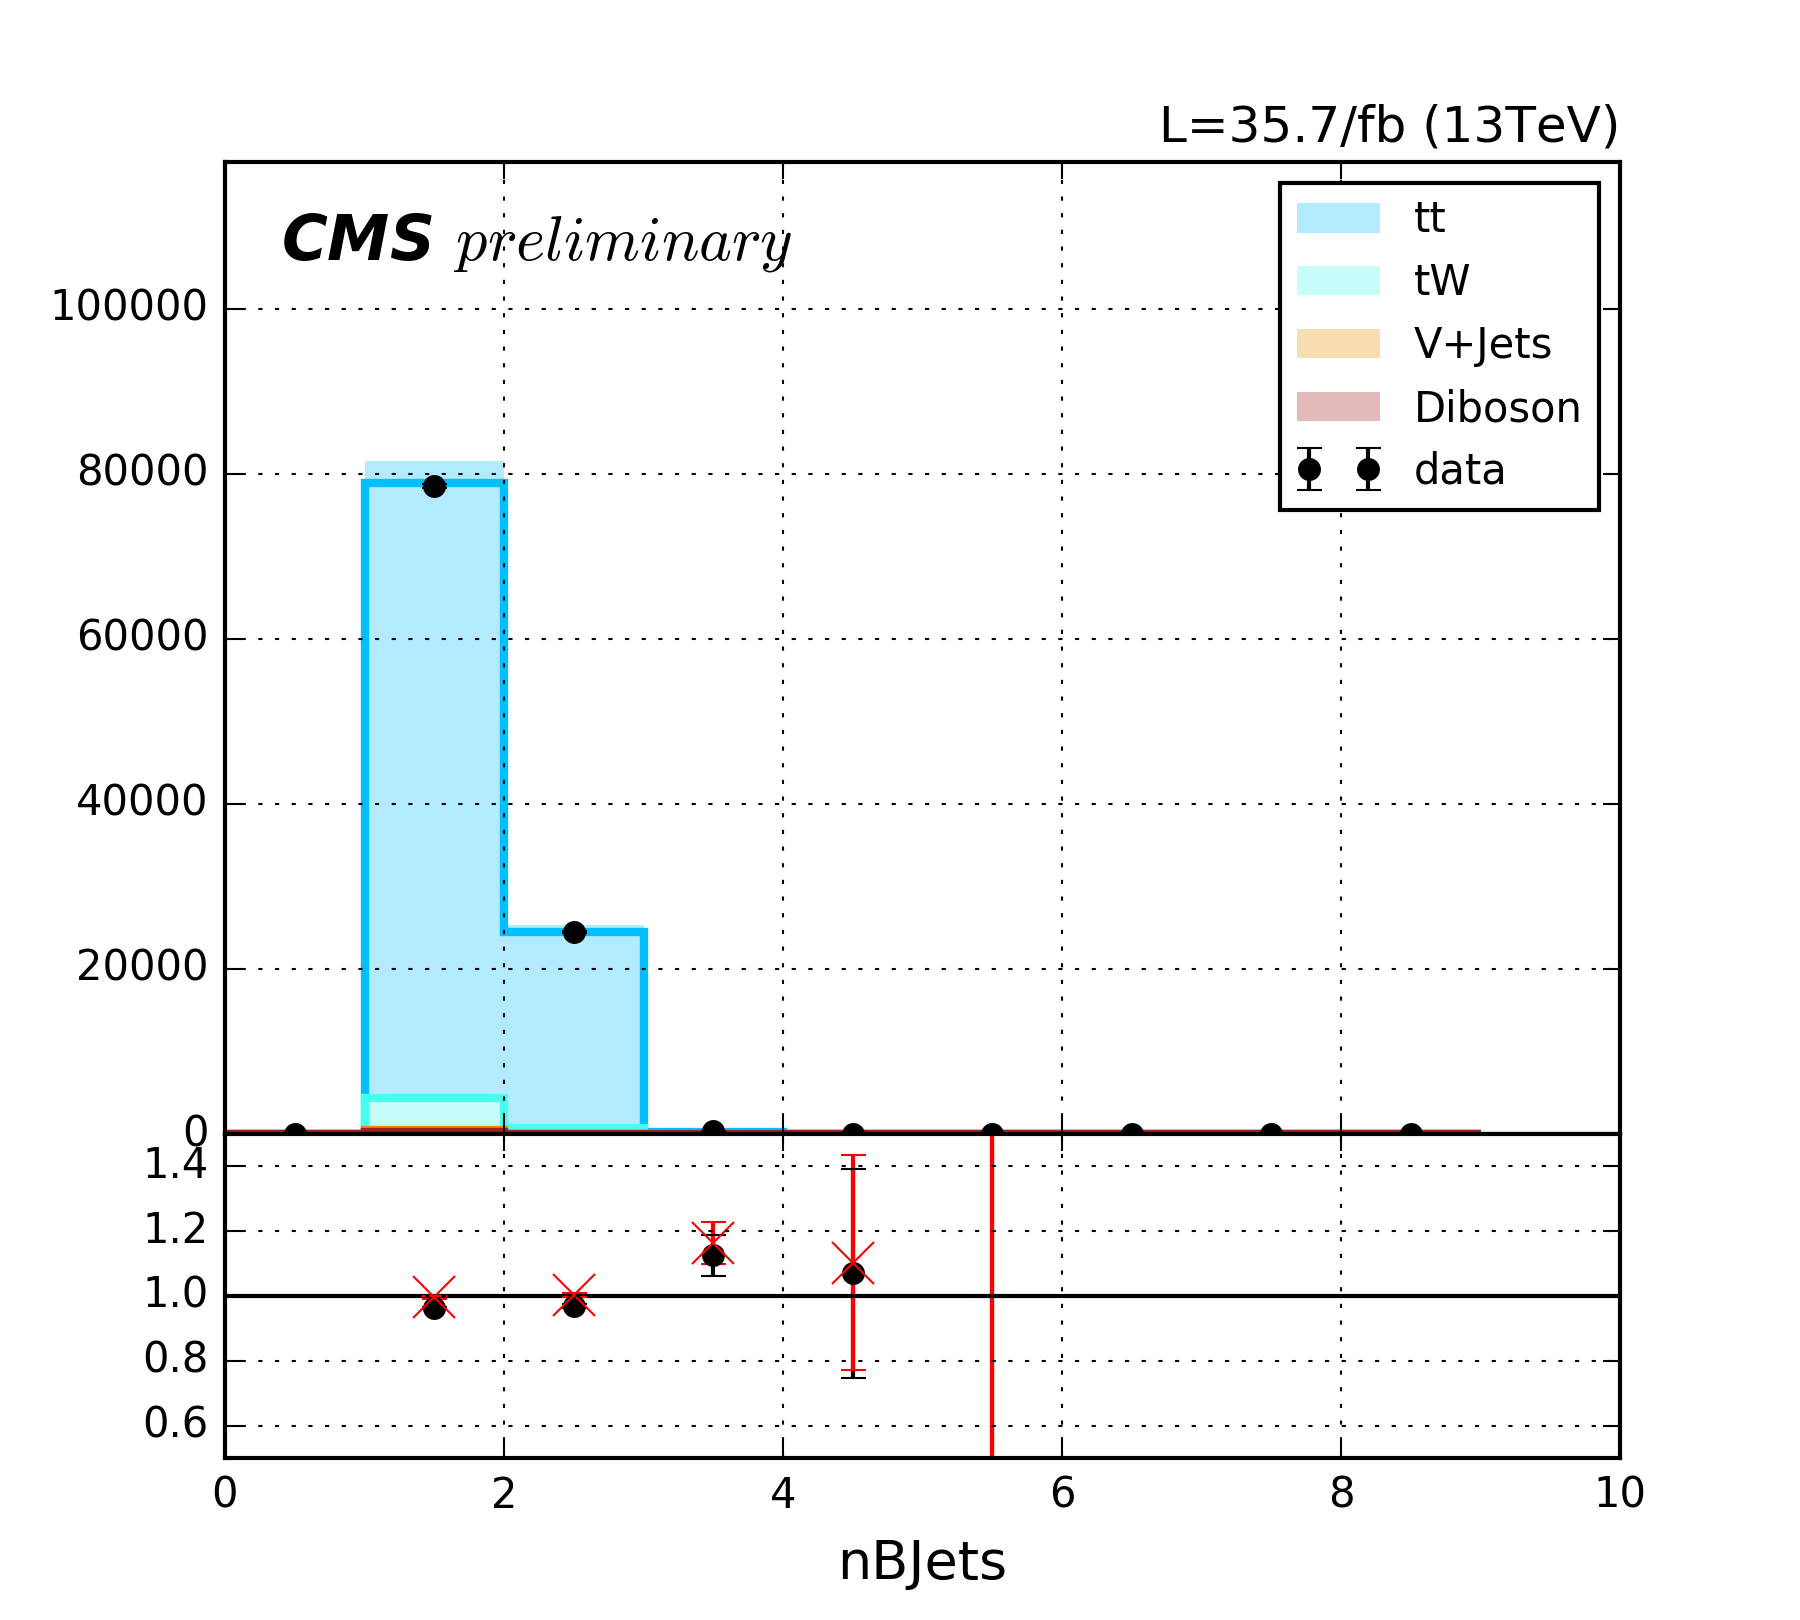 L=35.7/fb (13TeV)
CMS preliminary
tt
tW
V+Jets
Diboson
data
100000
80000
60000
40000
20000
0
1.4
1.2
1.0
0.8
0.6
0 2 4 6 8 10
nBJets